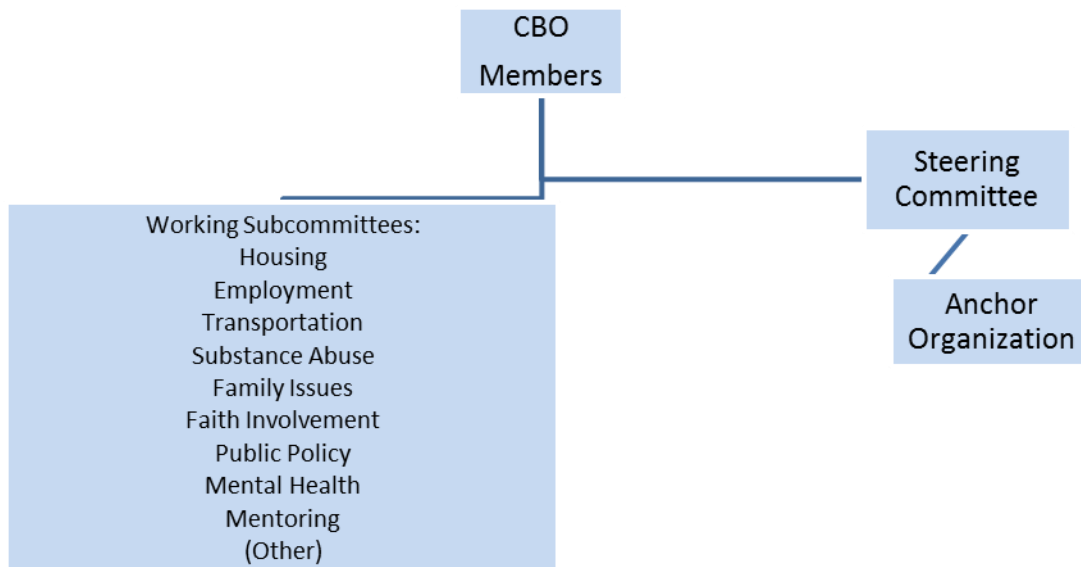 CBO
Members
Steering
Committee
Anchor
Organization
Working Subcommittees:
Housing
Employment
Transportation
Substance Abuse
Family Issues
Faith Involvement
Public Policy
Mental Health
Mentoring
(Other)